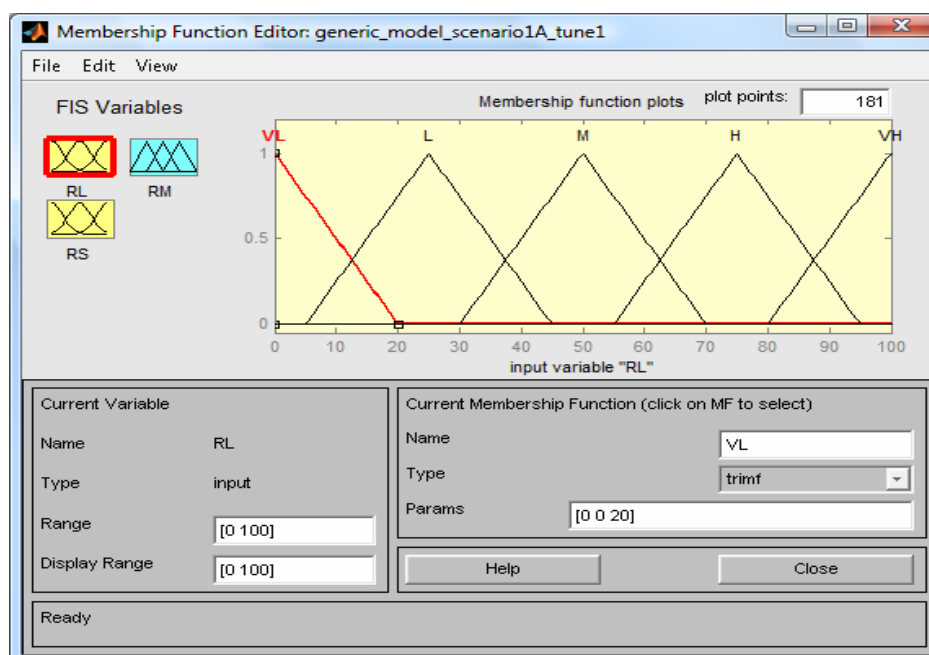 Membership Function Editor: generic_model_scenario1A_tune1
File Edit View
FIS Variables
Membership function plots
plot points:
181
RL
RM
RS
VL
L
M
H
VH
1
0.5
0
0 10 20 30 40 50 60 70 80 90 100
input variable "RL"
Current Variable
Name RL
Type input
Range [0 100]
Display Range [0 100]
Current Membership Function (click on MF to select)
Name VL
Type trimf
Params [0 0 20]
Help
Close
Ready